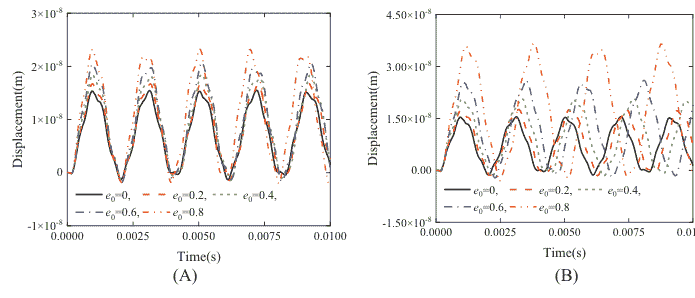 3×10⁻⁸
2×10⁻⁸
1×10⁻⁸
0
-1×10⁻⁸
Displacement(m)
e₀=0, e₀=0.2, e₀=0.4,
e₀=0.6, e₀=0.8
0.0000 0.0025 0.0050 0.0075 0.0100
Time(s)
(A)
4.50×10⁻⁸
3.00×10⁻⁸
1.50×10⁻⁸
0.00
-1.50×10⁻⁸
Displacement(m)
e₀=0, e₀=0.2, e₀=0.4,
e₀=0.6, e₀=0.8
0.0000 0.0025 0.0050 0.0075 0.01
Time(s)
(B)